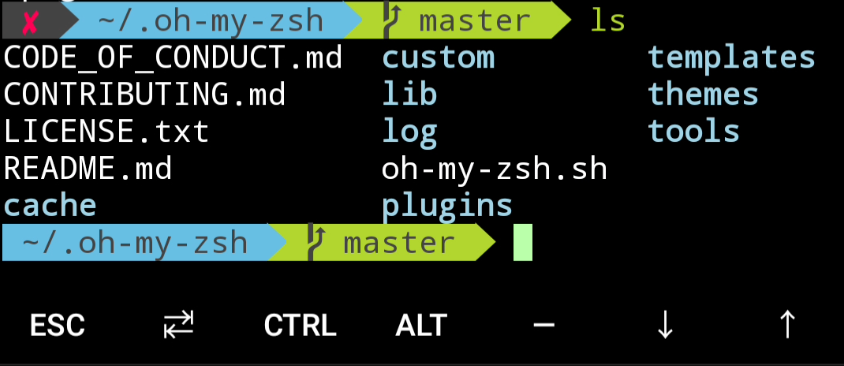 ✘ ~/.oh-my-zsh master ls
CODE_OF_CONDUCT.md custom templates
CONTRIBUTING.md lib themes
LICENSE.txt log tools
README.md oh-my-zsh.sh
cache plugins
~/.oh-my-zsh master
ESC ⇄ CTRL ALT – ↓ ↑